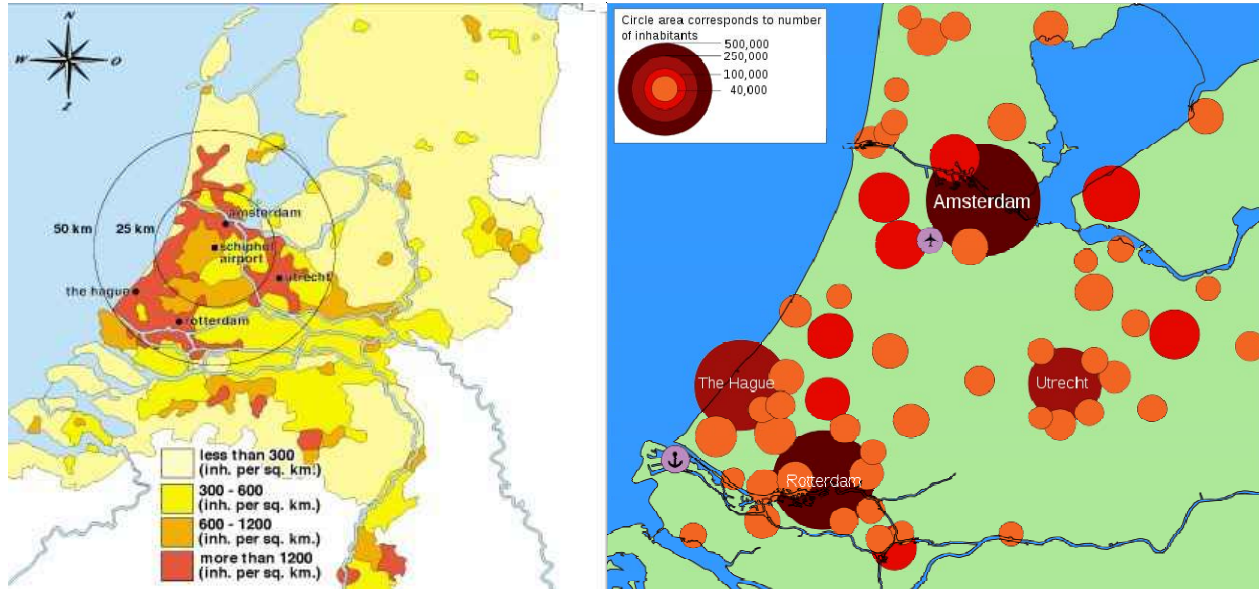 N
W
O
Z
50 km
25 km
amsterdam
schiphol
airport
utrecht
the hague
rotterdam
less than 300
(inh. per sq. km.)
300 - 600
(inh. per sq. km.)
600 - 1200
(inh. per sq. km.)
more than 1200
(inh. per sq. km.)
Circle area corresponds to number
of inhabitants
500,000
250,000
100,000
40,000
Amsterdam
The Hague
Utrecht
Rotterdam